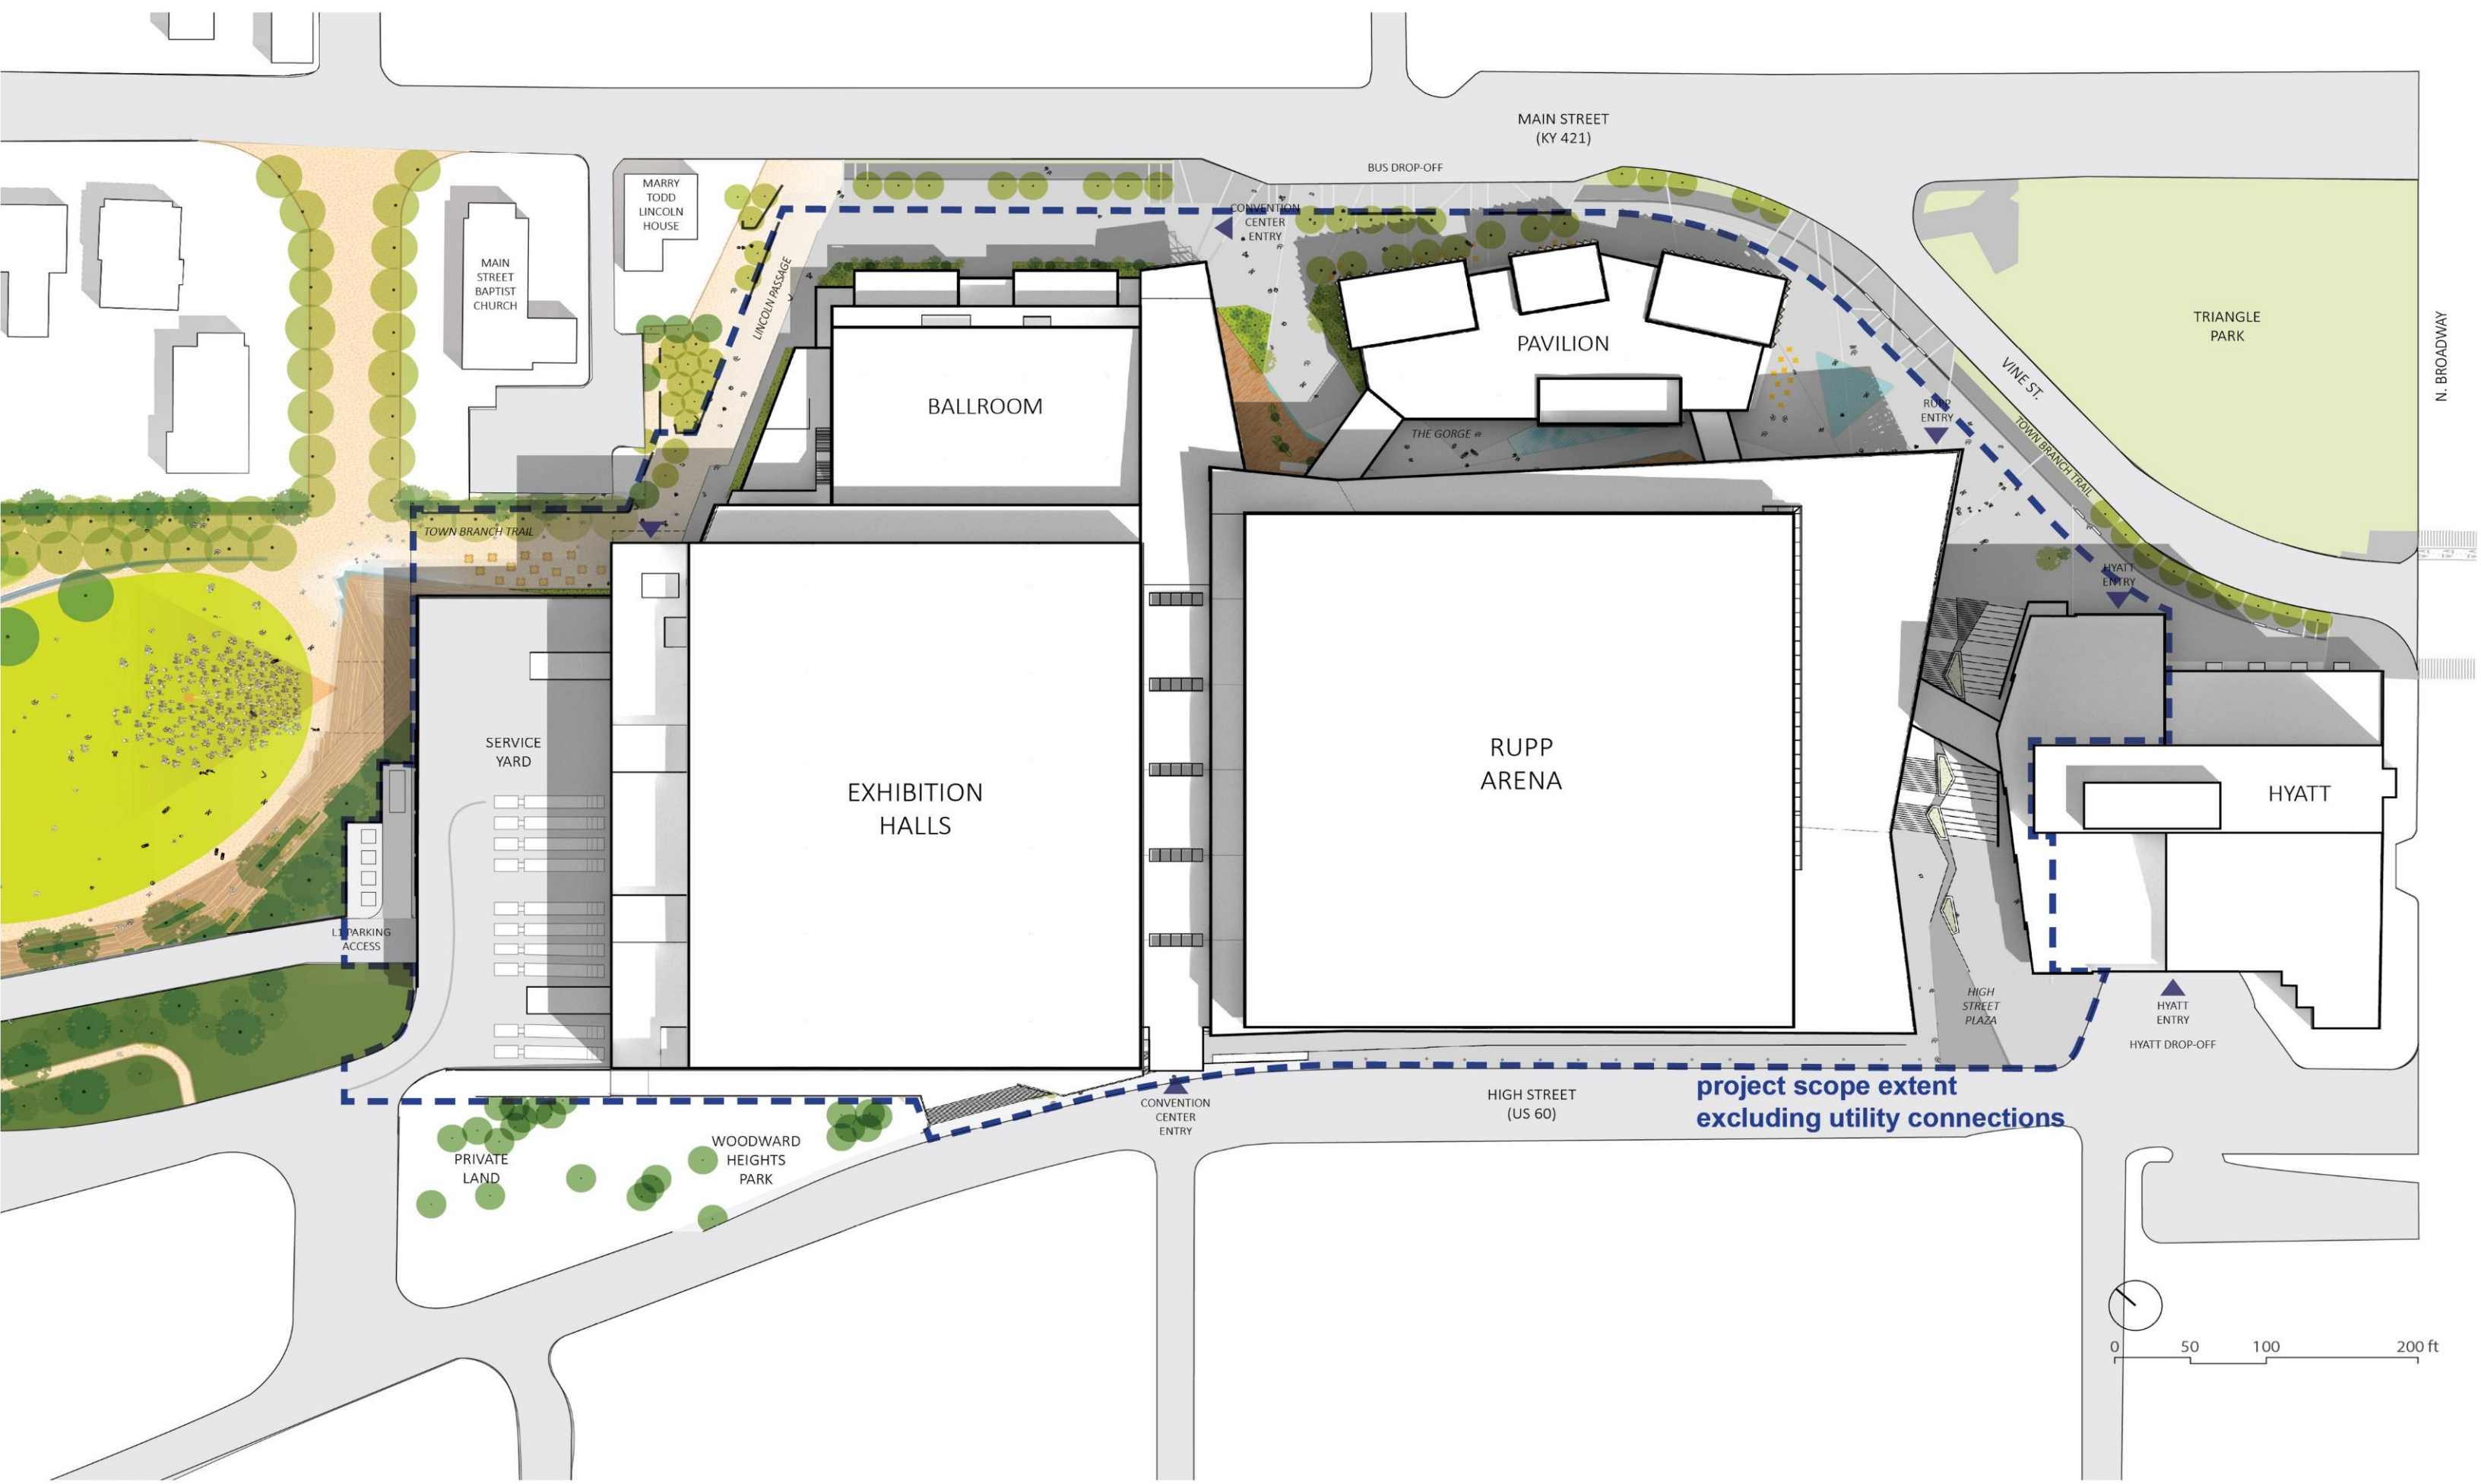 MAIN STREET
(KY 421)
BUS DROP-OFF
MARRY
TODD
LINCOLN
HOUSE
CONVENTION
CENTER
ENTRY
MAIN
STREET
BAPTIST
CHURCH
LINCOLN PASSAGE
TRIANGLE
PARK
N. BROADWAY
PAVILION
VINE ST.
BALLROOM
RUPP
ENTRY
THE GORGE
TOWN BRANCH TRAIL
TOWN BRANCH TRAIL
HYATT
ENTRY
SERVICE
YARD
EXHIBITION
HALLS
RUPP
ARENA
HYATT
L1 PARKING
ACCESS
HIGH
STREET
PLAZA
HYATT
ENTRY
HYATT DROP-OFF
project scope extent
excluding utility connections
HIGH STREET
(US 60)
CONVENTION
CENTER
ENTRY
WOODWARD
HEIGHTS
PARK
PRIVATE
LAND
0 50 100 200 ft